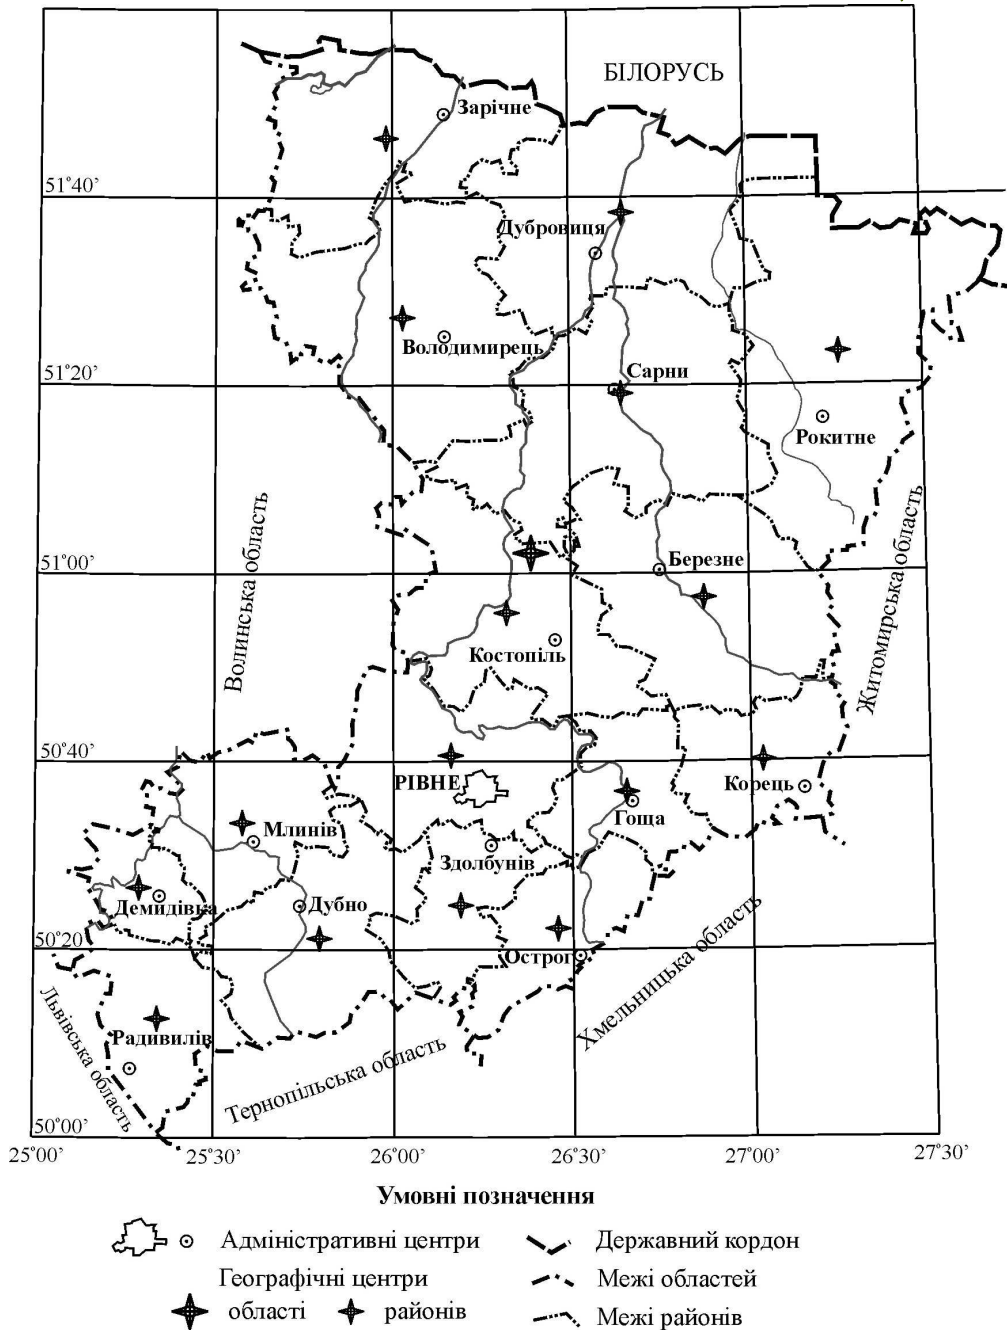 БІЛОРУСЬ
Зарічне
51°40'
Дубровиця
Володимирець
51°20'
Сарни
Рокитне
Волинська область
Житомирська область
51°00'
Березне
Костопіль
50°40'
РІВНЕ
Корець
Гоща
Млинів
Здолбунів
Демидівка
Дубно
50°20'
Острог
Хмельницька область
Львівська область
Радивилів
Тернопільська область
50°00'
25°00'
25°30'
26°00'
26°30'
27°00'
27°30'
Умовні позначення
Адміністративні центри
Державний кордон
Географічні центри
Межі областей
області
районів
Межі районів